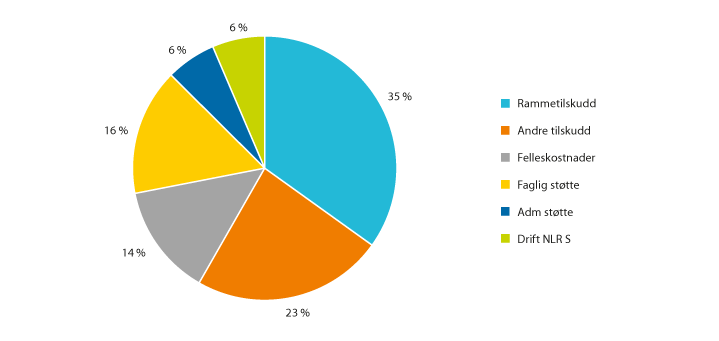 6 %
6 %
35 %
16 %
14 %
23 %
Rammetilskudd
Andre tilskudd
Felleskostnader
Faglig støtte
Adm støtte
Drift NLR S